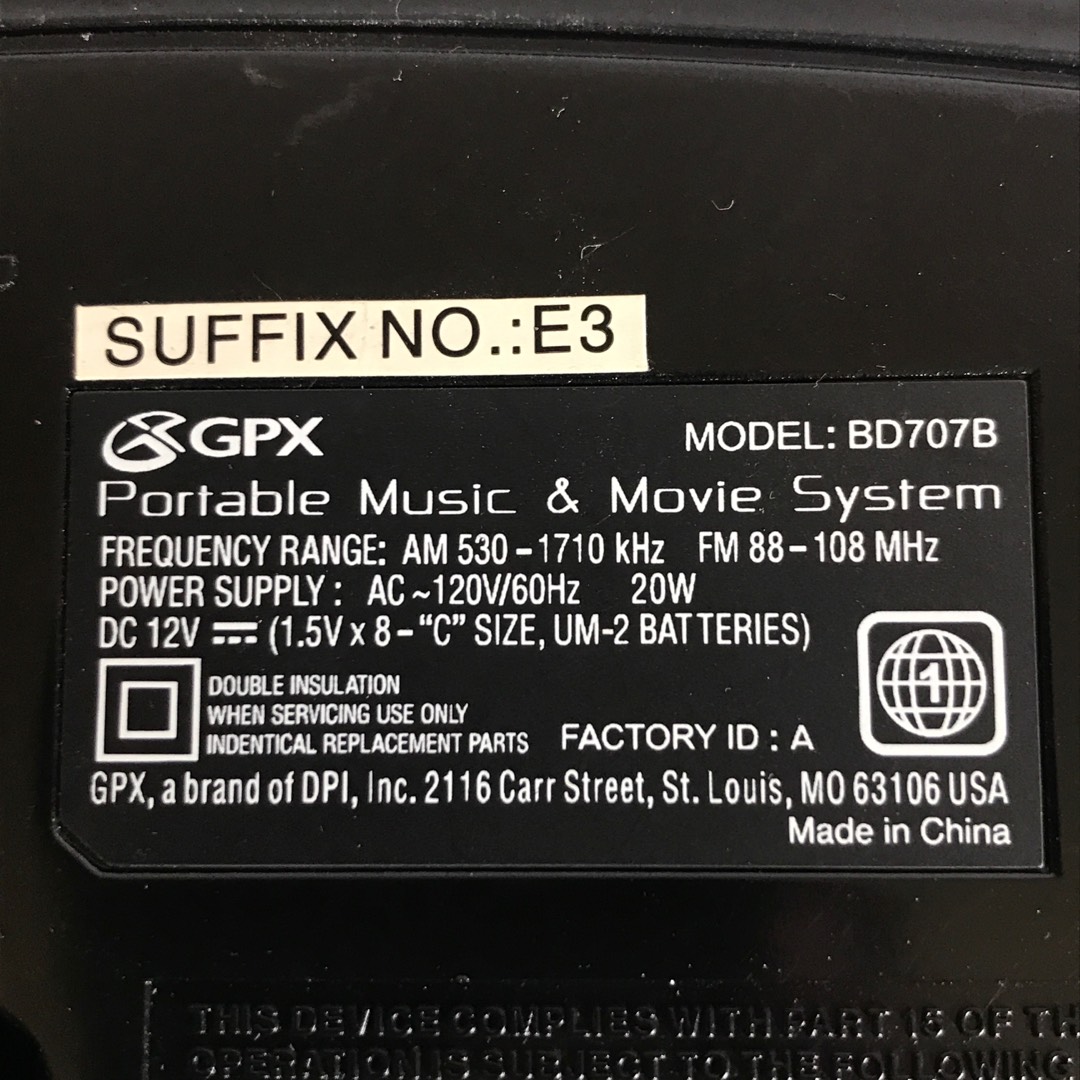 SUFFIX NO.:E3
GPX MODEL: BD707B
Portable Music & Movie System
FREQUENCY RANGE: AM 530-1710 kHz FM 88-108 MHz
POWER SUPPLY: AC ~120V/60Hz 20W
DC 12V ⎓ (1.5V x 8-“C” SIZE, UM-2 BATTERIES)
DOUBLE INSULATION
WHEN SERVICING USE ONLY
INDENTICAL REPLACEMENT PARTS
FACTORY ID : A
1
GPX, a brand of DPI, Inc. 2116 Carr Street, St. Louis, MO 63106 USA
Made in China
THIS DEVICE COMPLIES WITH PART 15 OF TH
OPERATION IS SUBJECT TO THE FOLLOWING